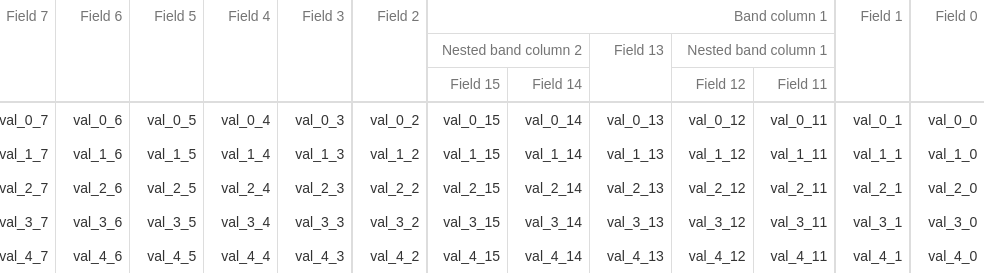 Field 7 Field 6 Field 5 Field 4 Field 3 Field 2 Band column 1 Field 1 Field 0
Nested band column 2 Field 13 Nested band column 1
Field 15 Field 14 Field 12 Field 11
val_0_7 val_0_6 val_0_5 val_0_4 val_0_3 val_0_2 val_0_15 val_0_14 val_0_13 val_0_12 val_0_11 val_0_1 val_0_0
val_1_7 val_1_6 val_1_5 val_1_4 val_1_3 val_1_2 val_1_15 val_1_14 val_1_13 val_1_12 val_1_11 val_1_1 val_1_0
val_2_7 val_2_6 val_2_5 val_2_4 val_2_3 val_2_2 val_2_15 val_2_14 val_2_13 val_2_12 val_2_11 val_2_1 val_2_0
val_3_7 val_3_6 val_3_5 val_3_4 val_3_3 val_3_2 val_3_15 val_3_14 val_3_13 val_3_12 val_3_11 val_3_1 val_3_0
val_4_7 val_4_6 val_4_5 val_4_4 val_4_3 val_4_2 val_4_15 val_4_14 val_4_13 val_4_12 val_4_11 val_4_1 val_4_0